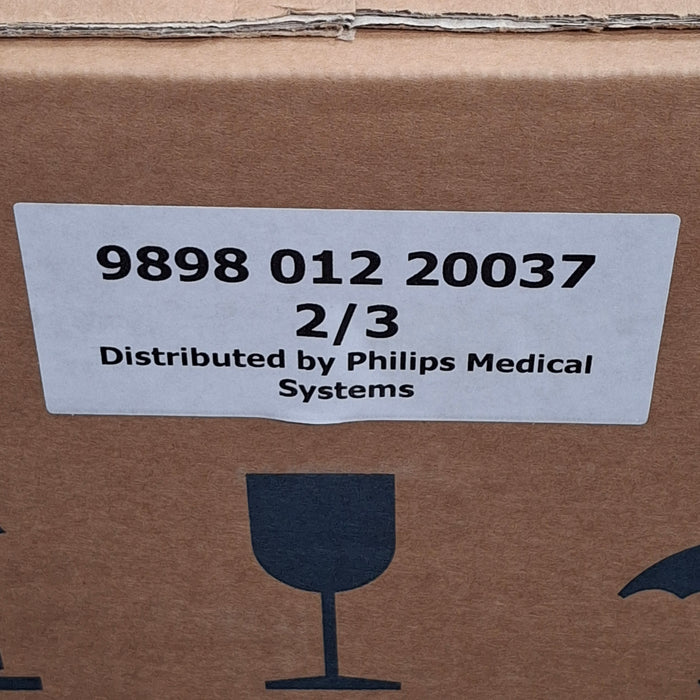 9898 012 20037
2/3
Distributed by Philips Medical
Systems